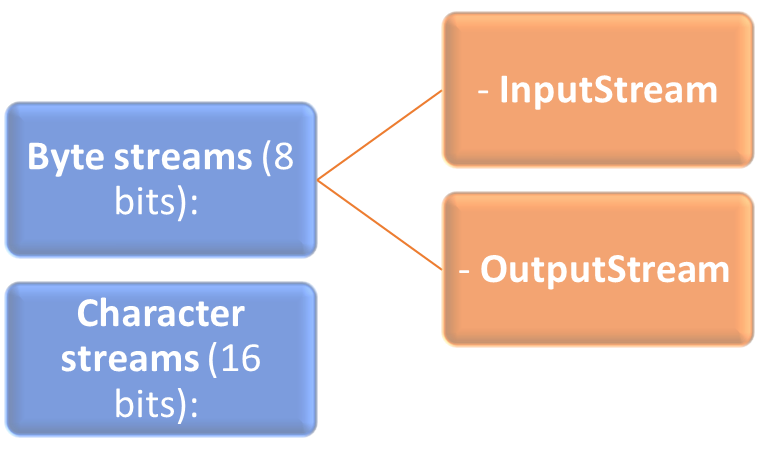 Byte streams (8
bits):
- InputStream
- OutputStream
Character
streams (16
bits):